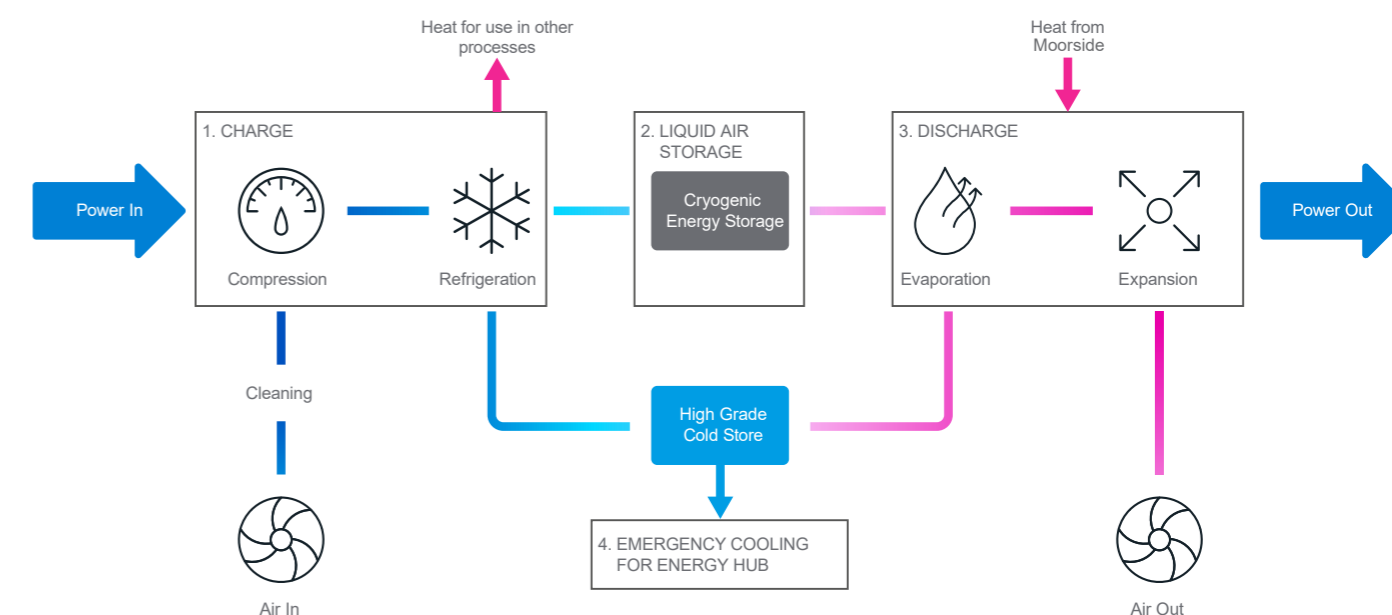 Heat for use in other
processes
Heat from
Moorside
1. CHARGE
2. LIQUID AIR
STORAGE
3. DISCHARGE
Power In
Cryogenic
Energy Storage
Power Out
Compression
Refrigeration
Evaporation
Expansion
Cleaning
High Grade
Cold Store
4. EMERGENCY COOLING
FOR ENERGY HUB
Air In
Air Out